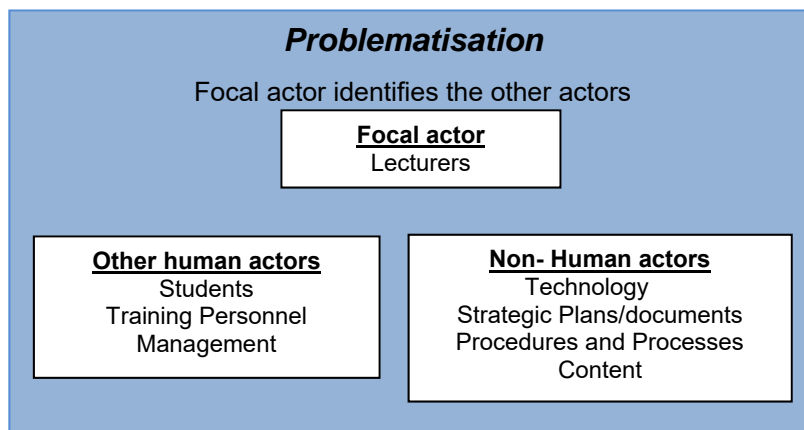 Problematisation
Focal actor identifies the other actors
Focal actor
Lecturers
Other human actors
Students
Training Personnel
Management
Non- Human actors
Technology
Strategic Plans/documents
Procedures and Processes
Content